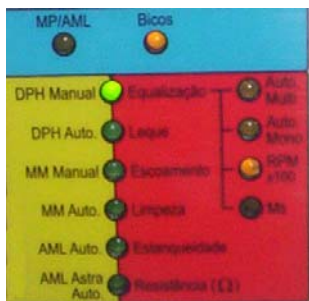 MP/AML Bicos
DPH Manual Equalização Auto. Multi
DPH Auto. Leque Auto. Mono
MM Manual Escoamento RPM x100
MM Auto. Limpeza Ms
AML Auto. Estanqueidade
AML Astra Auto. Resistência (Ω)